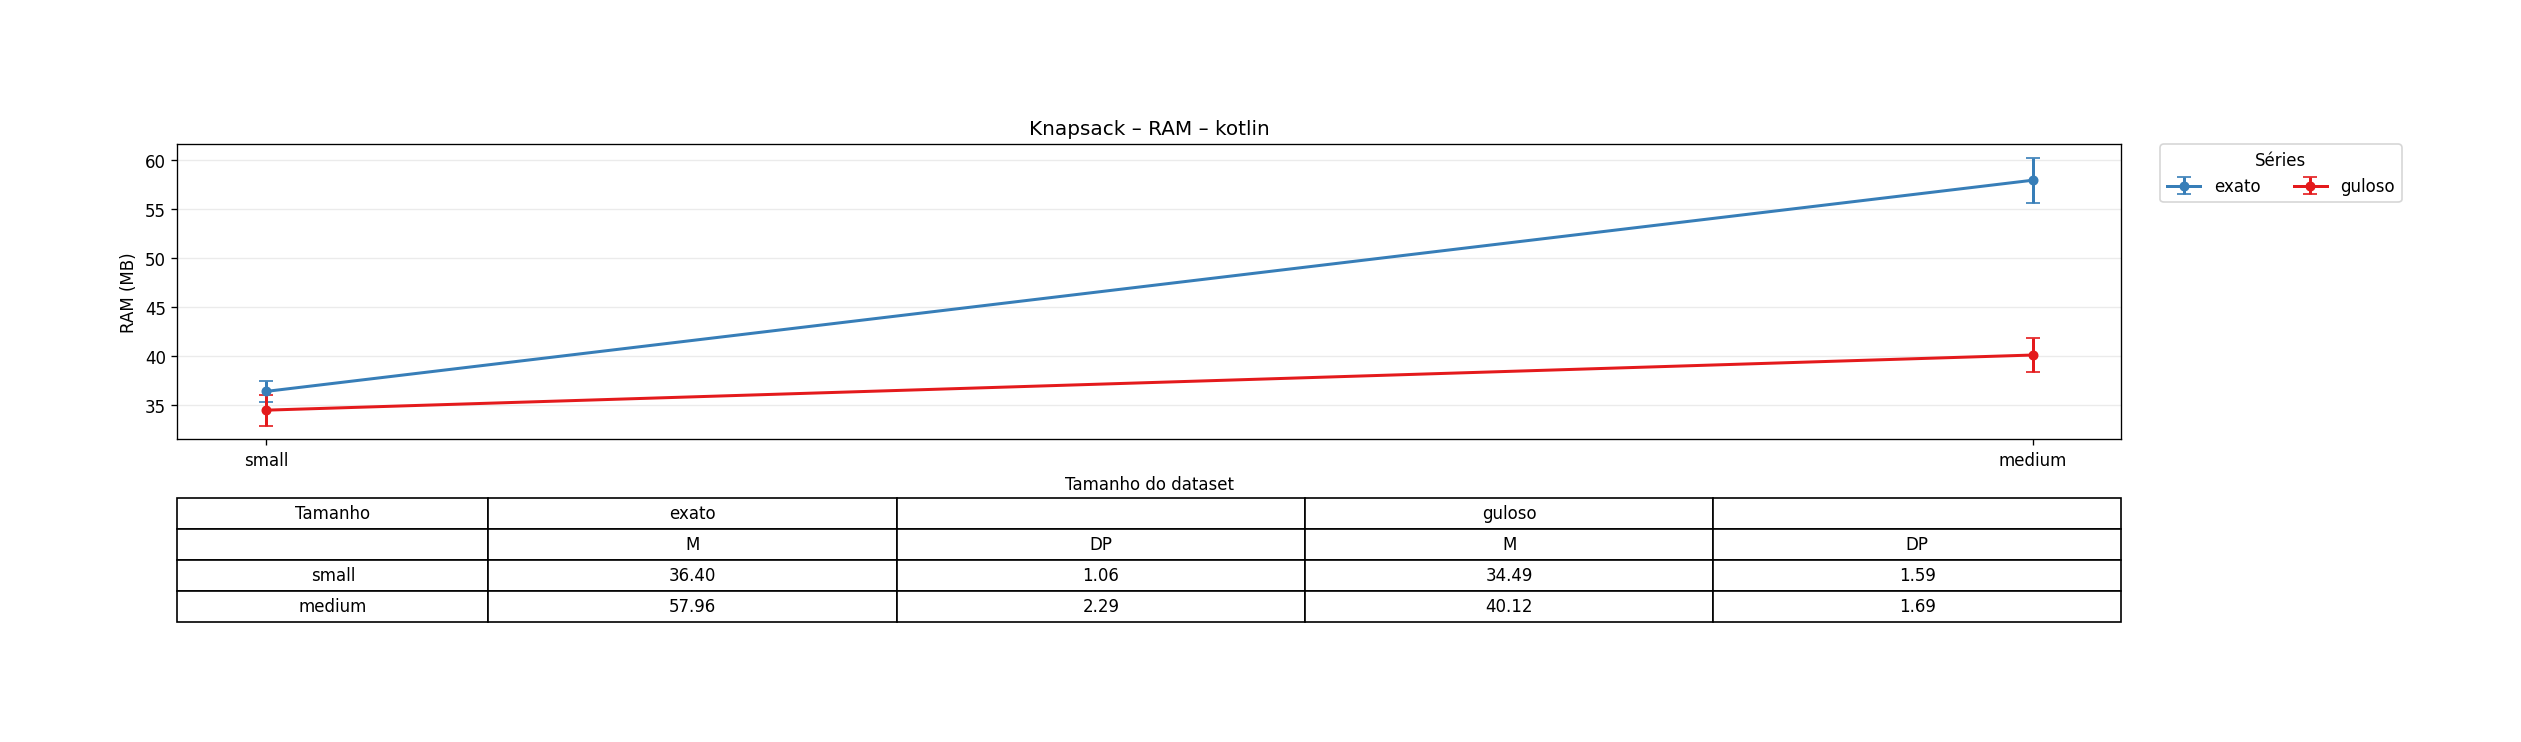 Knapsack – RAM – kotlin
60
55
50
45
40
35
RAM (MB)
small medium
Tamanho do dataset
Séries
exato guloso
Tamanho exato guloso
M DP M DP
small 36.40 1.06 34.49 1.59
medium 57.96 2.29 40.12 1.69